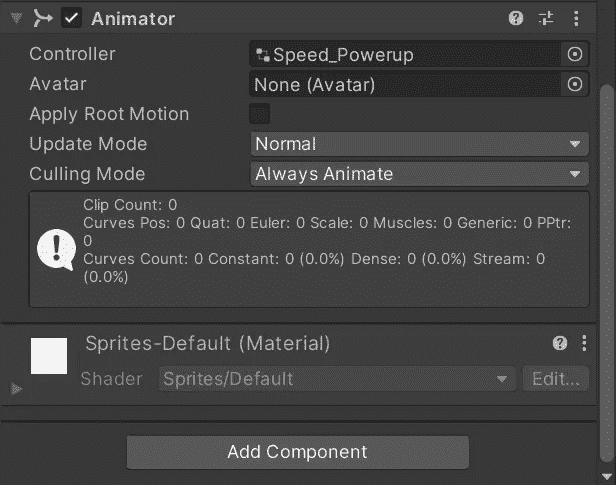 Animator
Controller Speed_Powerup
Avatar None (Avatar)
Apply Root Motion
Update Mode Normal
Culling Mode Always Animate
Clip Count: 0
Curves Pos: 0 Quat: 0 Euler: 0 Scale: 0 Muscles: 0 Generic: 0 PPtr:
0
Curves Count: 0 Constant: 0 (0.0%) Dense: 0 (0.0%) Stream: 0
(0.0%)
Sprites-Default (Material)
Shader Sprites/Default Edit...
Add Component